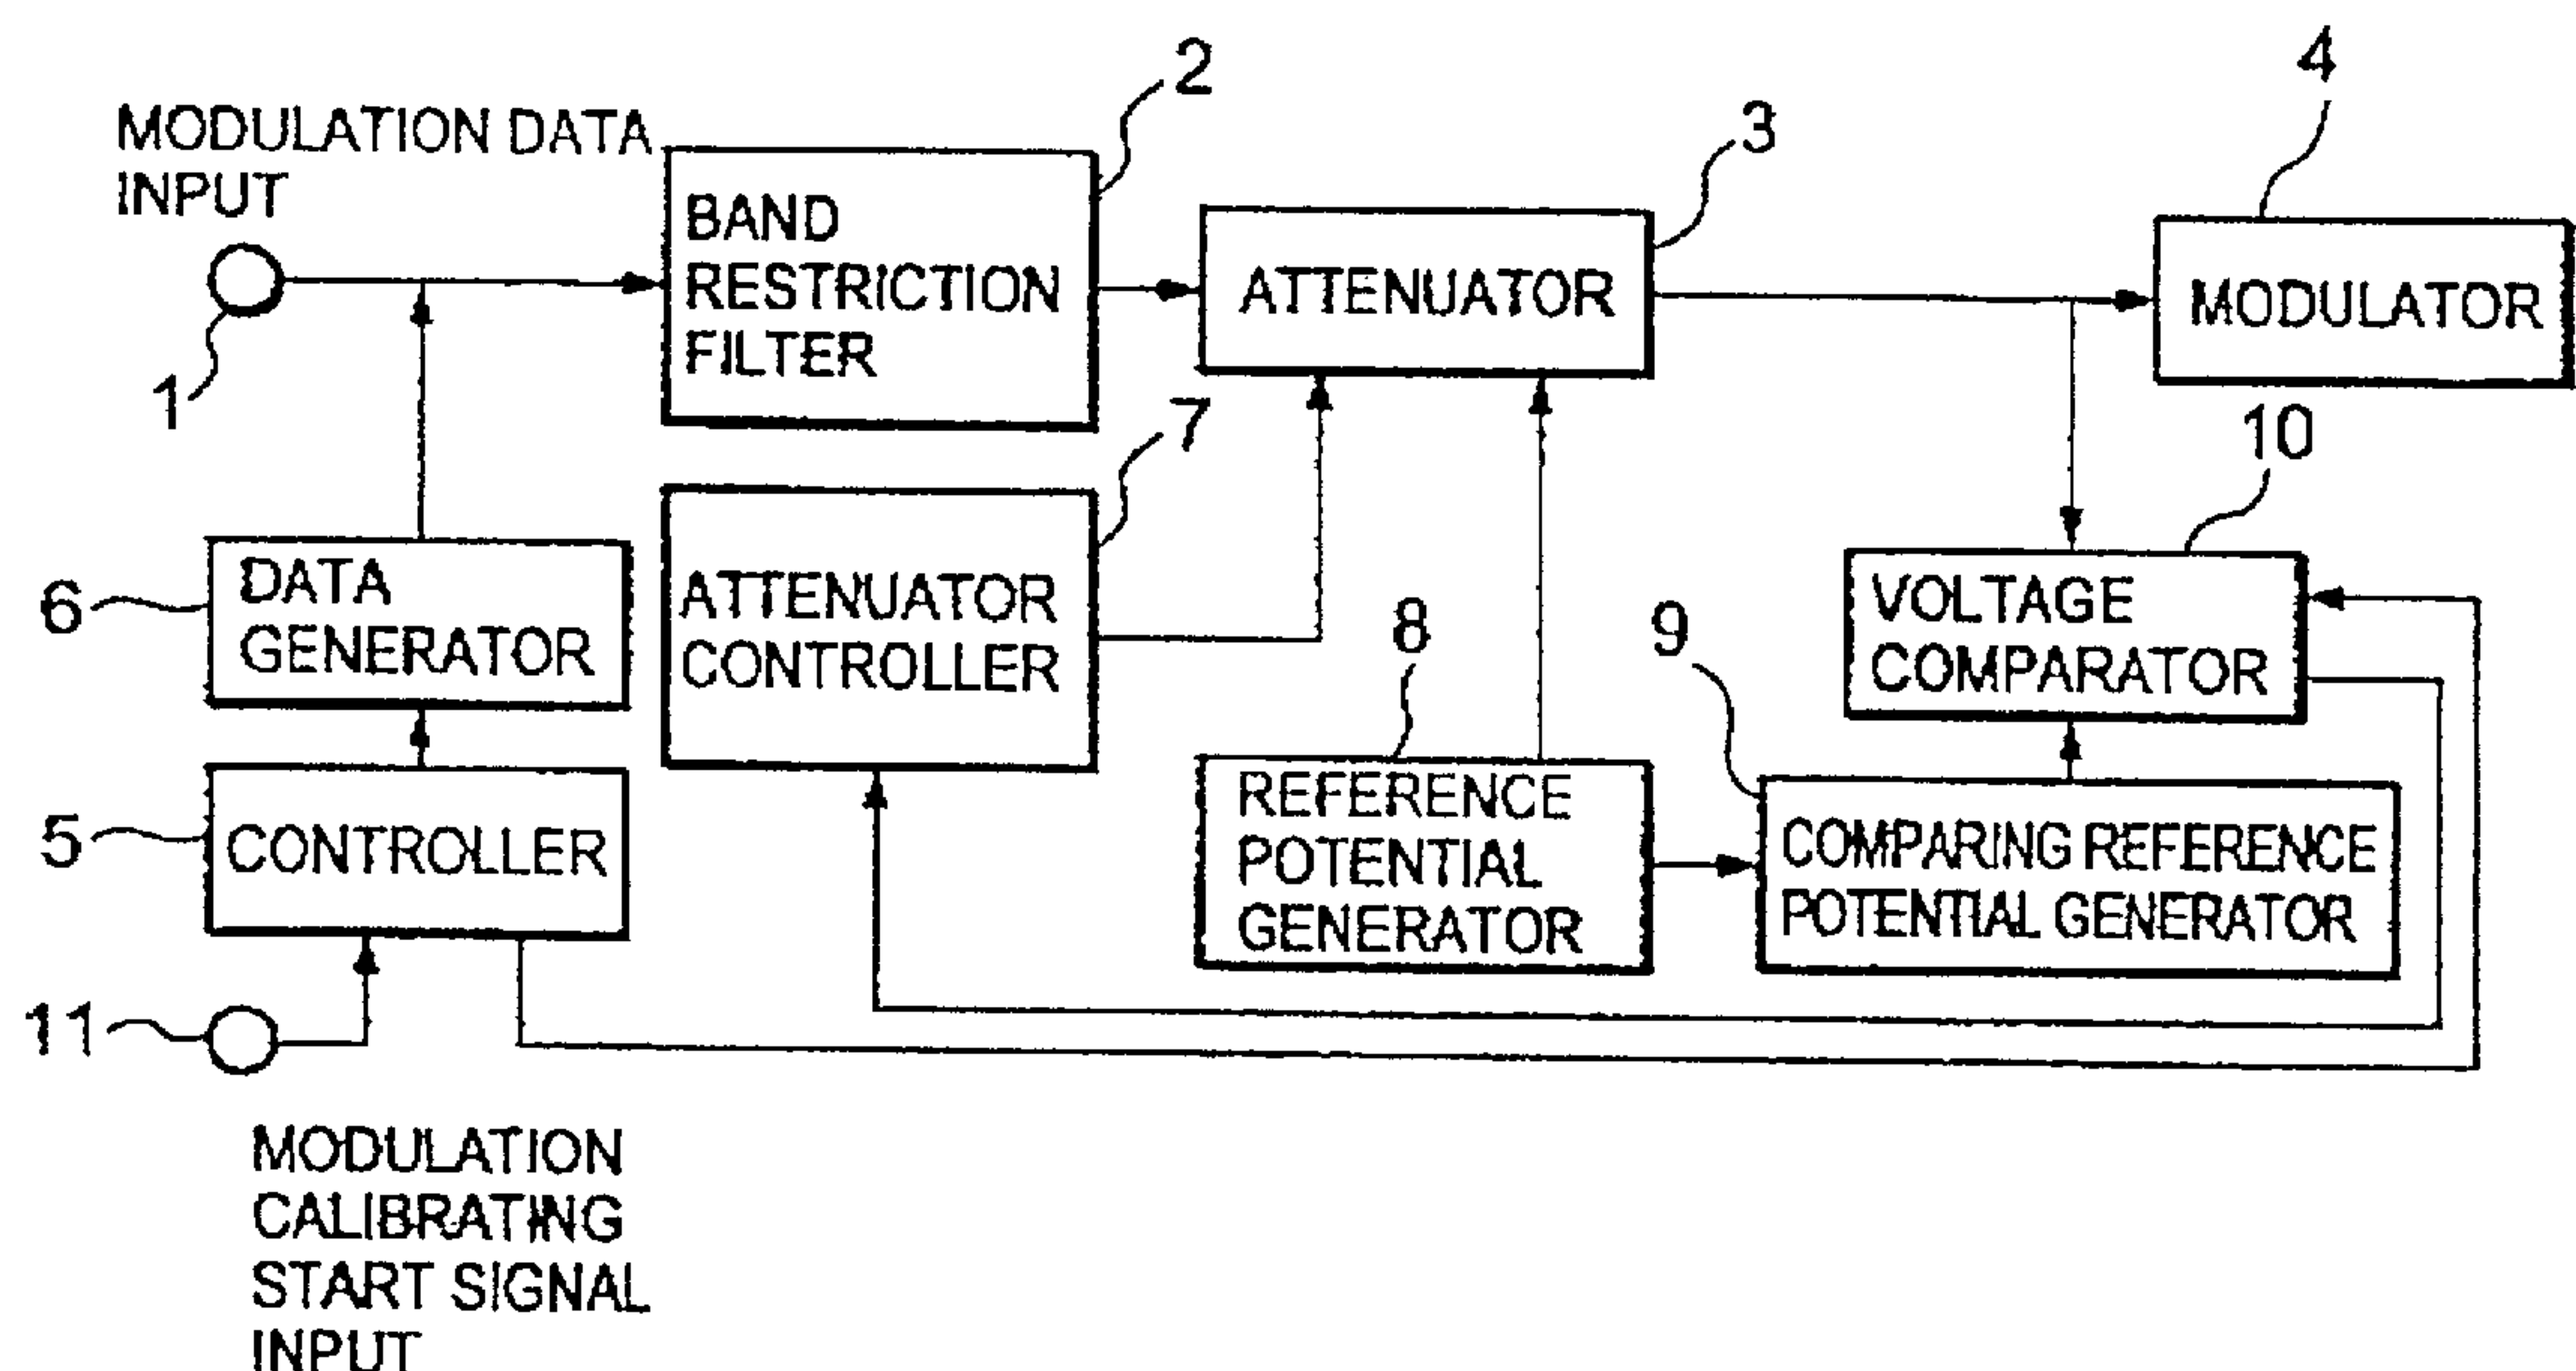 2
4
3
MODULATION DATA
INPUT
BAND
RESTRICTION
FILTER
ATTENUATOR
MODULATOR
1
7
10
6
DATA
GENERATOR
ATTENUATOR
CONTROLLER
8
9
VOLTAGE
COMPARATOR
5
CONTROLLER
REFERENCE
POTENTIAL
GENERATOR
COMPARING REFERENCE
POTENTIAL GENERATOR
11
MODULATION
CALIBRATING
START SIGNAL
INPUT